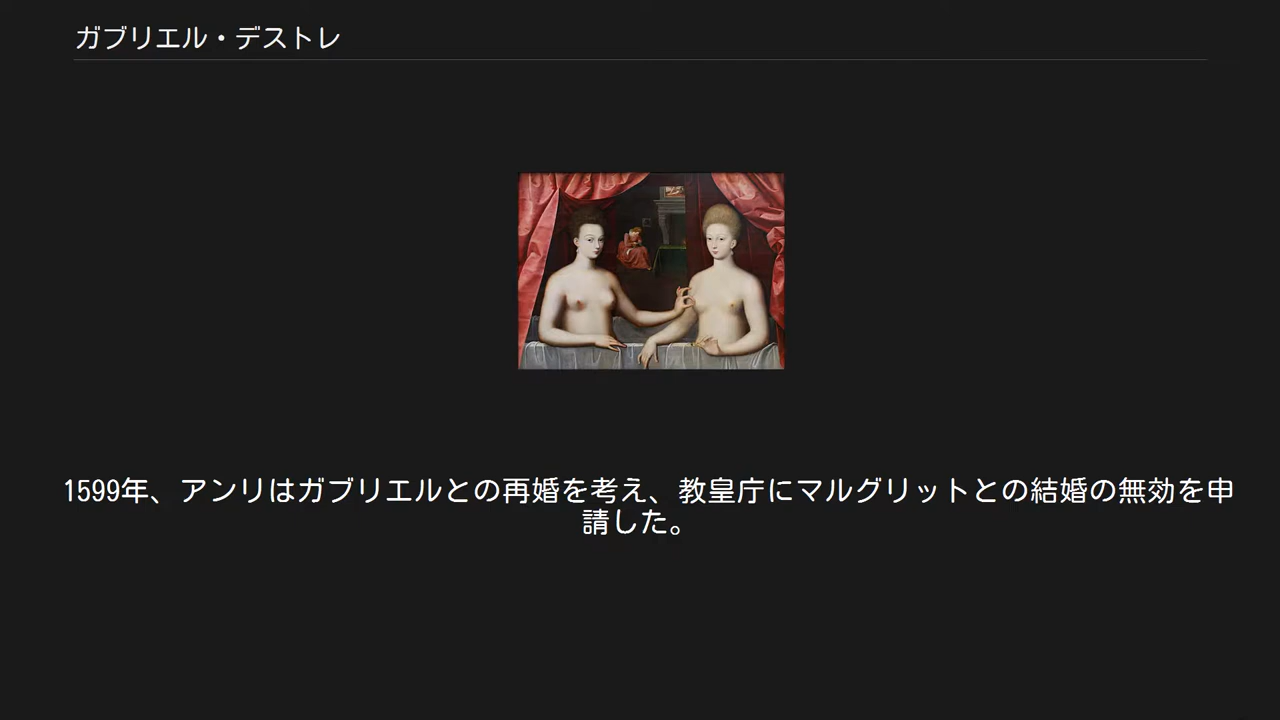 ガブリエル・デストレ
1599年、アンリはガブリエルとの再婚を考え、教皇庁にマルグリットとの結婚の無効を申
請した。